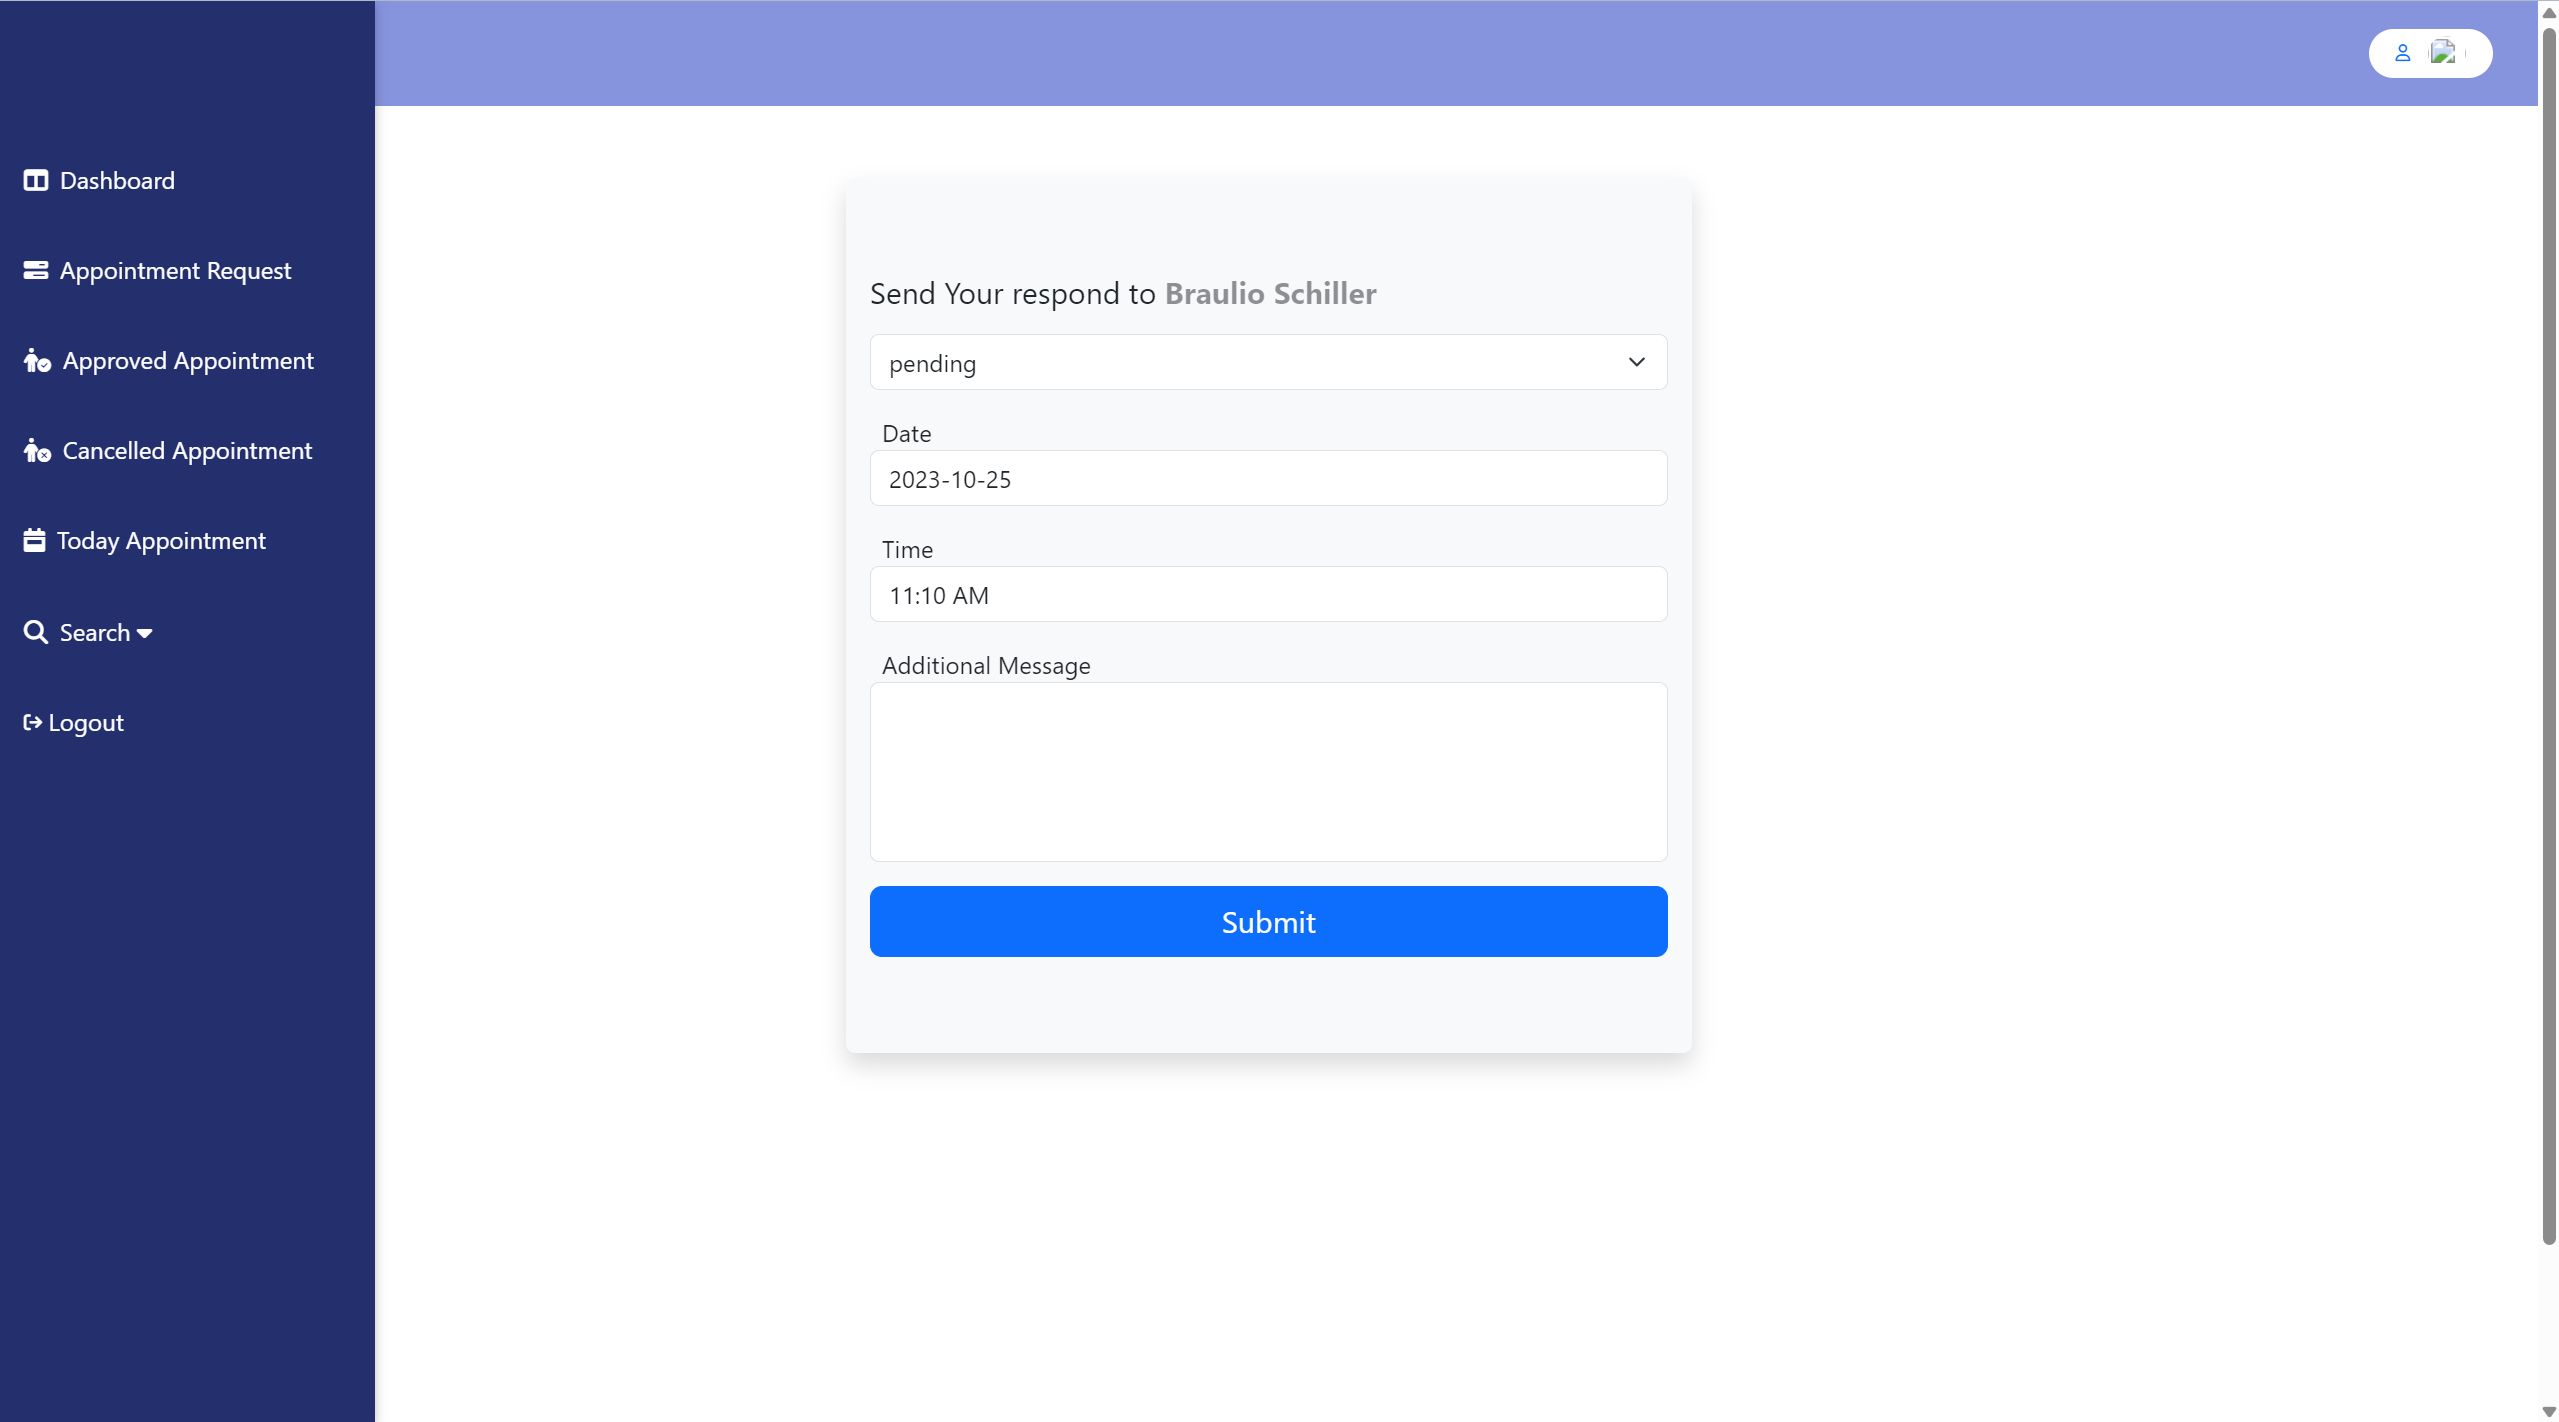 Dashboard
Appointment Request
Approved Appointment
Cancelled Appointment
Today Appointment
Search
Logout
Send Your respond to Braulio Schiller
pending
Date
2023-10-25
Time
11:10 AM
Additional Message
Submit